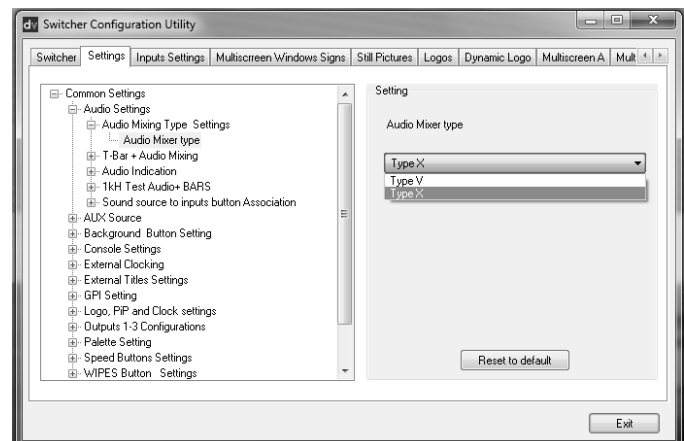 dv Switcher Configuration Utility
Switcher Settings Inputs Settings Multiscrreen Windows Signs Still Pictures Logos Dynamic Logo Multiscreen A Mult
Common Settings
Audio Settings
Audio Mixing Type Settings
Audio Mixer type
T-Bar + Audio Mixing
Audio Indication
1kH Test Audio+ BARS
Sound source to inputs button Association
AUX Source
Background Button Setting
Console Settings
External Clocking
External Titles Settings
GPI Setting
Logo, PiP and Clock settings
Outputs 1-3 Configurations
Palette Setting
Speed Buttons Settings
WIPES Button Settings
Setting
Audio Mixer type
Type X
Type V
Type X
Reset to default
Exit